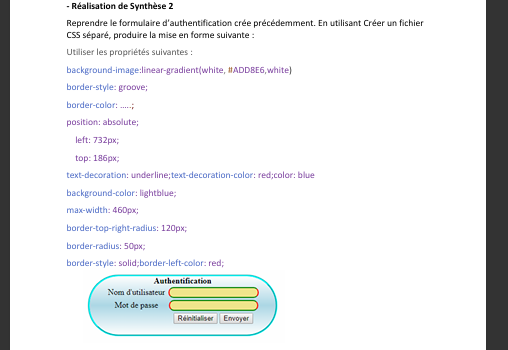 - Réalisation de Synthèse 2
Reprendre le formulaire d'authentification crée précédemment. En utilisant Créer un fichier
CSS séparé, produire la mise en forme suivante :
Utiliser les propriétés suivantes :
background-image:linear-gradient(white, #ADD8E6,white)
border-style: groove;
border-color: .....;
position: absolute;
left: 732px;
top: 186px;
text-decoration: underline;text-decoration-color: red;color: blue
background-color: lightblue;
max-width: 460px;
border-top-right-radius: 120px;
border-radius: 50px;
border-style: solid;border-left-color: red;
Authentification
Nom d'utilisateur
Mot de passe
Réinitialiser Envoyer